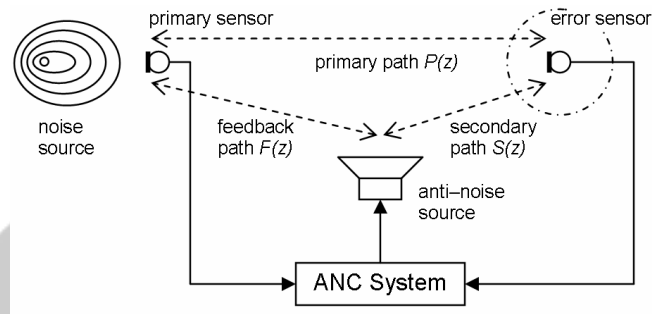 primary sensor
error sensor
primary path P(z)
noise
source
feedback
path F(z)
secondary
path S(z)
anti–noise
source
ANC System